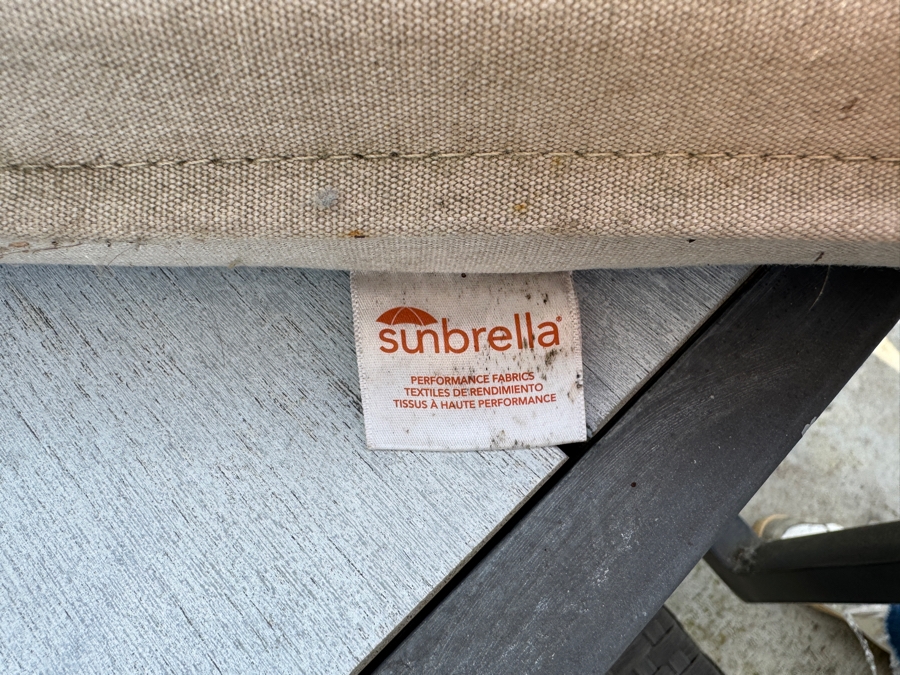 sunbrella®
PERFORMANCE FABRICS
TEXTILES DE RENDIMIENTO
TISSUS À HAUTE PERFORMANCE